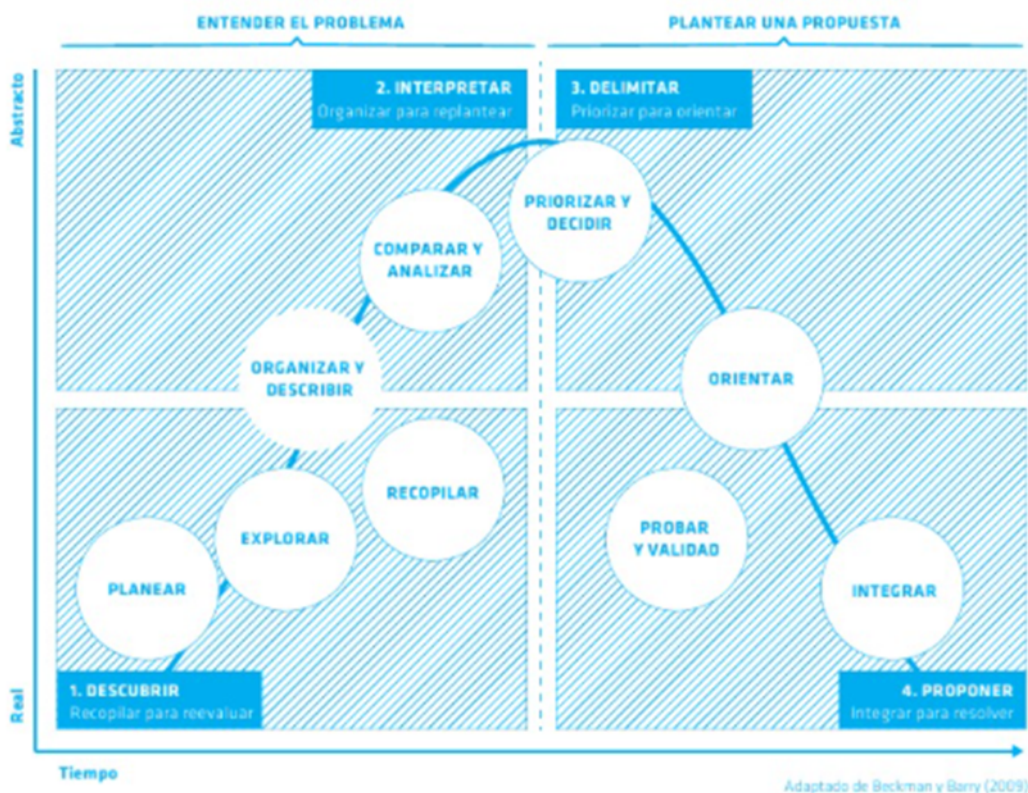 ENTENDER EL PROBLEMA
PLANTEAR UNA PROPUESTA
Abstracto
2. INTERPRETAR
Organizar para replantear
3. DELIMITAR
Priorizar para orientar
PRIORIZAR Y
DECIDIR
COMPARAR Y
ANALIZAR
ORGANIZAR Y
DESCRIBIR
ORIENTAR
RECOPILAR
EXPLORAR
PROBAR
Y VALIDAD
PLANEAR
INTEGRAR
Real
1. DESCUBRIR
Recopilar para reevaluar
4. PROPONER
Integrar para resolver
Tiempo
Adaptado de Beckman y Barry (2009)